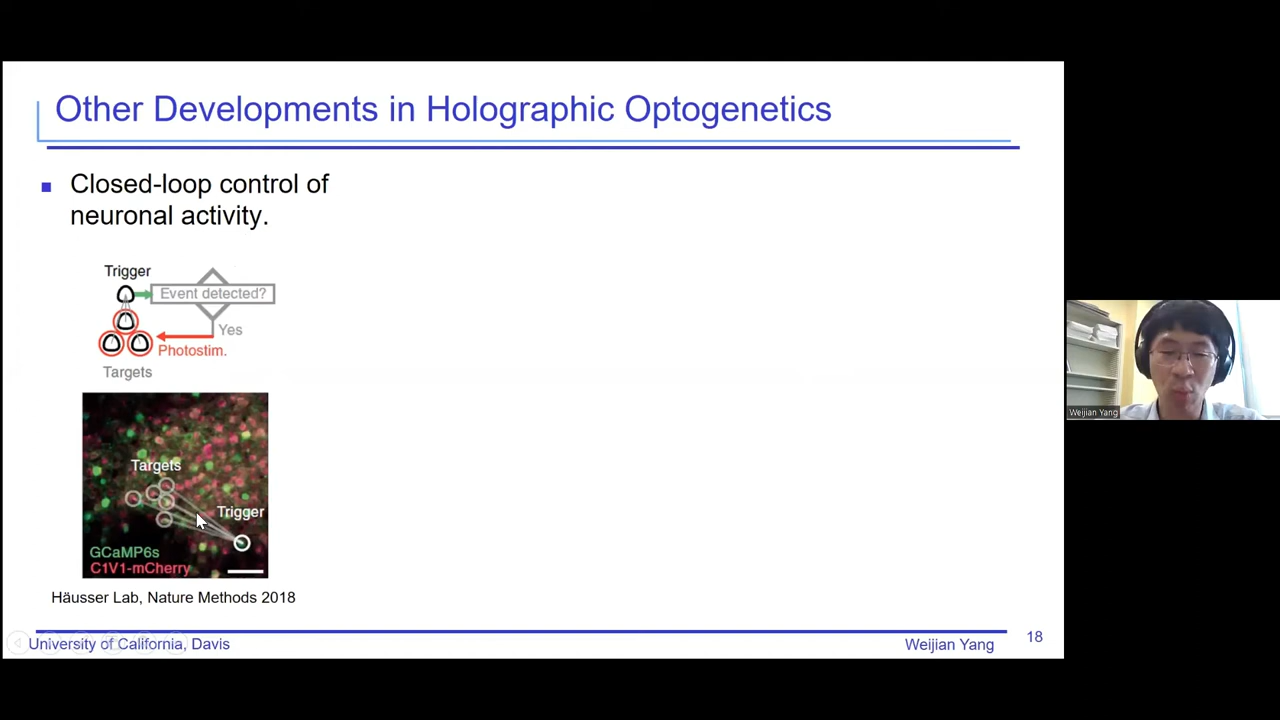 Other Developments in Holographic Optogenetics
Closed-loop control of
neuronal activity.
Trigger
Event detected?
Yes
Photostim.
Targets
Targets
Trigger
GCaMP6s
C1V1-mCherry
Häusser Lab, Nature Methods 2018
University of California, Davis
Weijian Yang
18
Weijian Yang